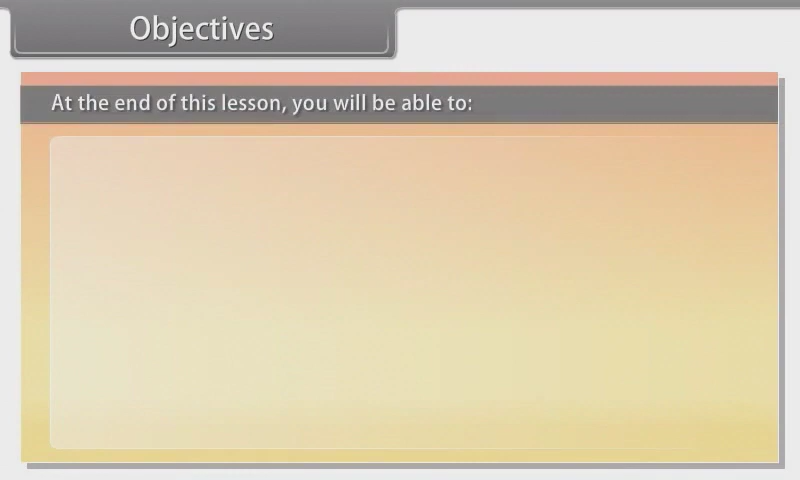 Objectives
At the end of this lesson, you will be able to: